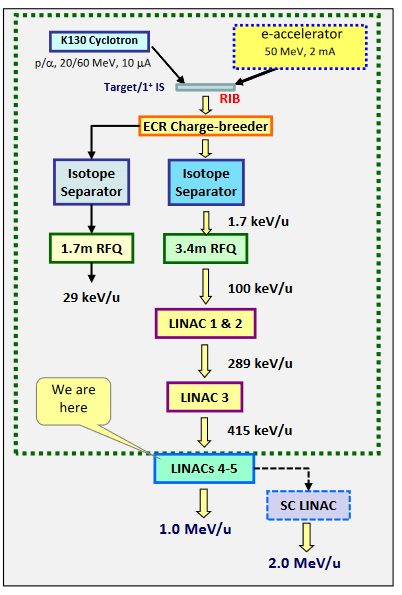 K130 Cyclotron
p/α, 20/60 MeV, 10 µA
e-accelerator
50 MeV, 2 mA
Target/1⁺ IS
RIB
ECR Charge-breeder
Isotope
Separator
Isotope
Separator
1.7 keV/u
1.7m RFQ
3.4m RFQ
29 keV/u
100 keV/u
LINAC 1 & 2
289 keV/u
We are
here
LINAC 3
415 keV/u
LINACs 4-5
SC LINAC
1.0 MeV/u
2.0 MeV/u